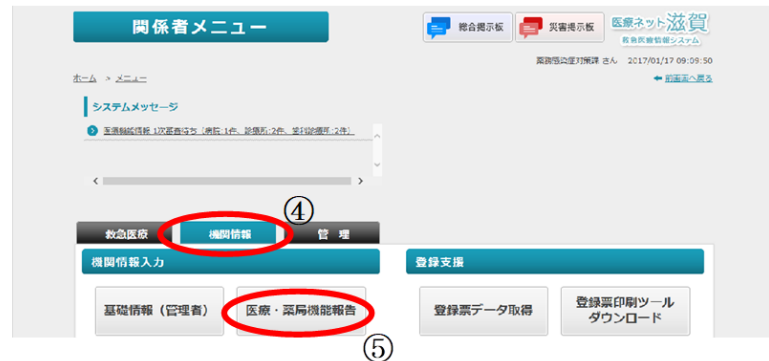 関係者メニュー
総合掲示板
災害掲示板
医療ネット滋賀
救急医療情報システム
薬務感染症対策課 さん 2017/01/17 09:09:50
ホーム > メニュー
前画面へ戻る
システムメッセージ
医療機能情報 1次審査待ち（病院:1件、診療所:2件、歯科診療所:2件）
④
救急医療
機関情報
管 理
機関情報入力
登録支援
基礎情報（管理者）
医療・薬局機能報告
登録票データ取得
登録票印刷ツール
ダウンロード
⑤